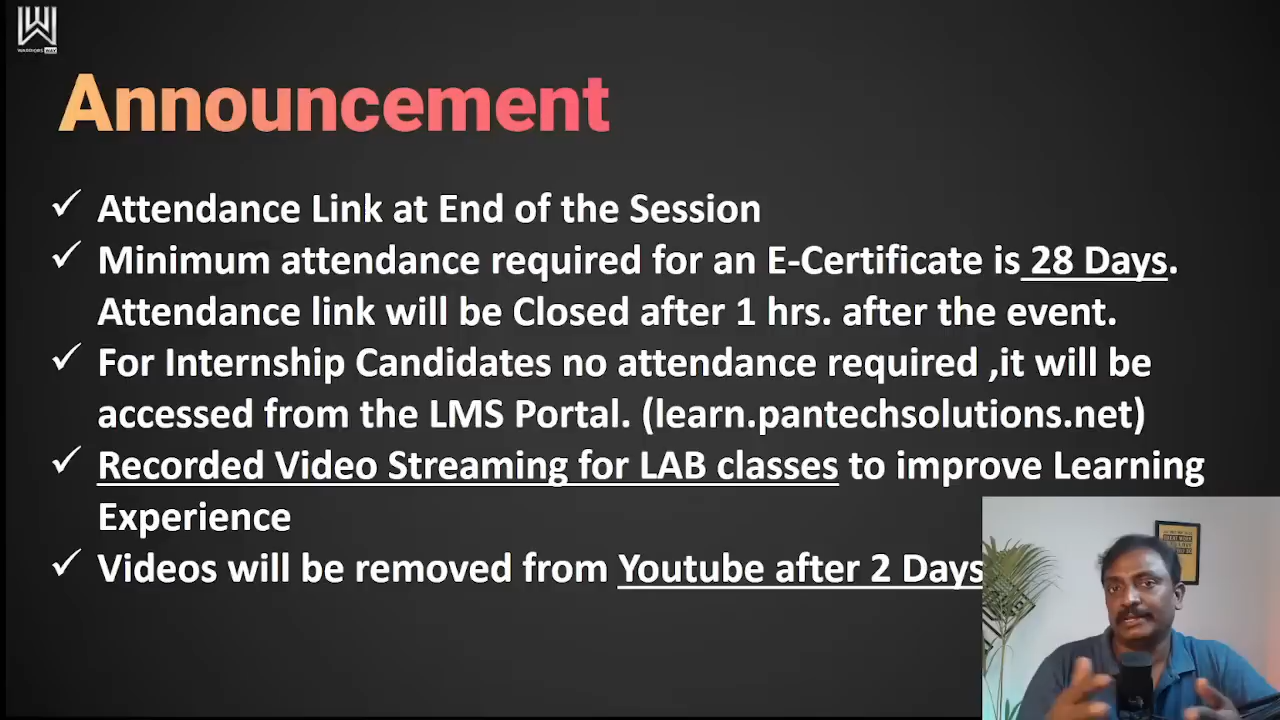 WARRIORS WAY
Announcement
✓ Attendance Link at End of the Session
✓ Minimum attendance required for an E-Certificate is 28 Days.
Attendance link will be Closed after 1 hrs. after the event.
✓ For Internship Candidates no attendance required ,it will be
accessed from the LMS Portal. (learn.pantechsolutions.net)
✓ Recorded Video Streaming for LAB classes to improve Learning
Experience
✓ Videos will be removed from Youtube after 2 Days